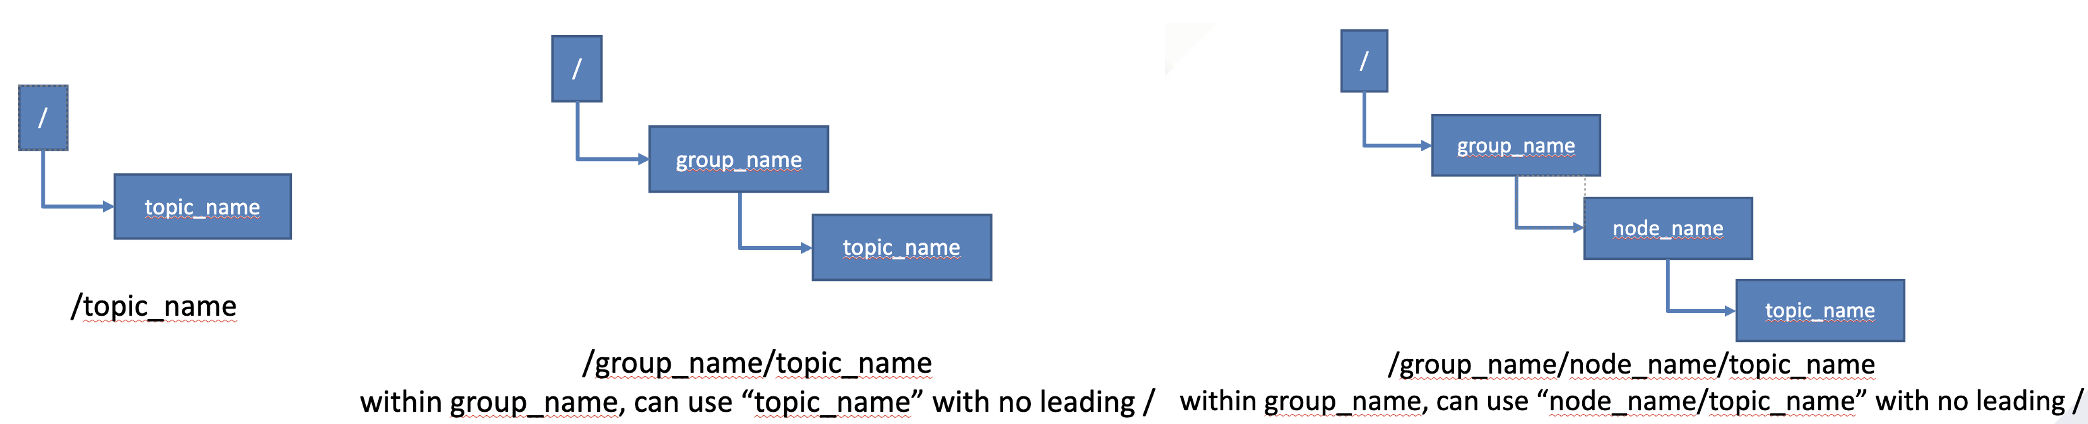 /
topic_name
/topic_name
/
group_name
topic_name
/group_name/topic_name
within group_name, can use “topic_name” with no leading /
/
group_name
node_name
topic_name
/group_name/node_name/topic_name
within group_name, can use “node_name/topic_name” with no leading /